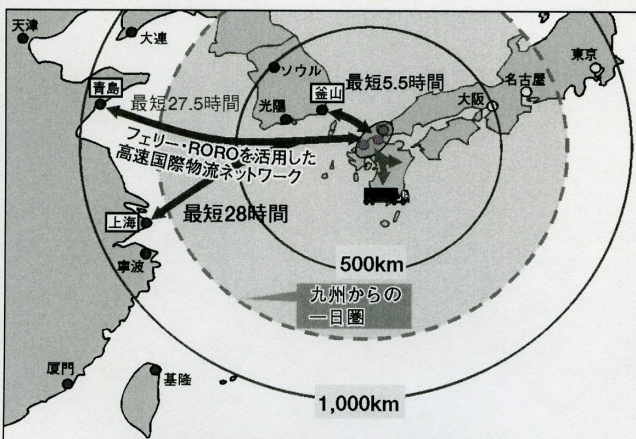 天津
大連
ソウル
東京
名古屋
大阪
青島
最短27.5時間
光陽
釜山
最短5.5時間
フェリー・ROROを活用した
高速国際物流ネットワーク
上海
最短28時間
寧波
500km
九州からの
一日圏
厦門
基隆
1,000km